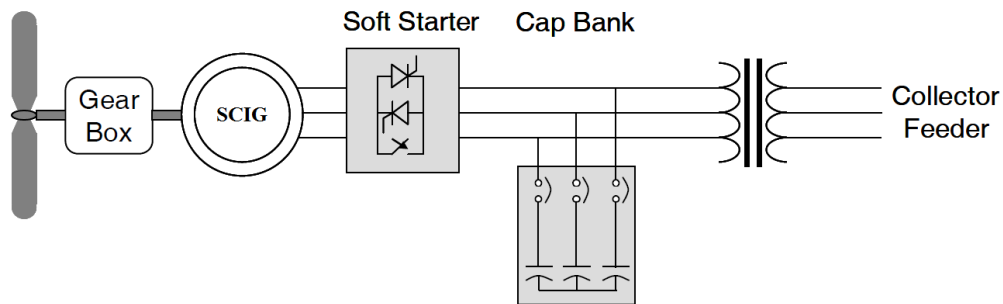 Soft Starter
Cap Bank
Gear
Box
SCIG
Collector
Feeder